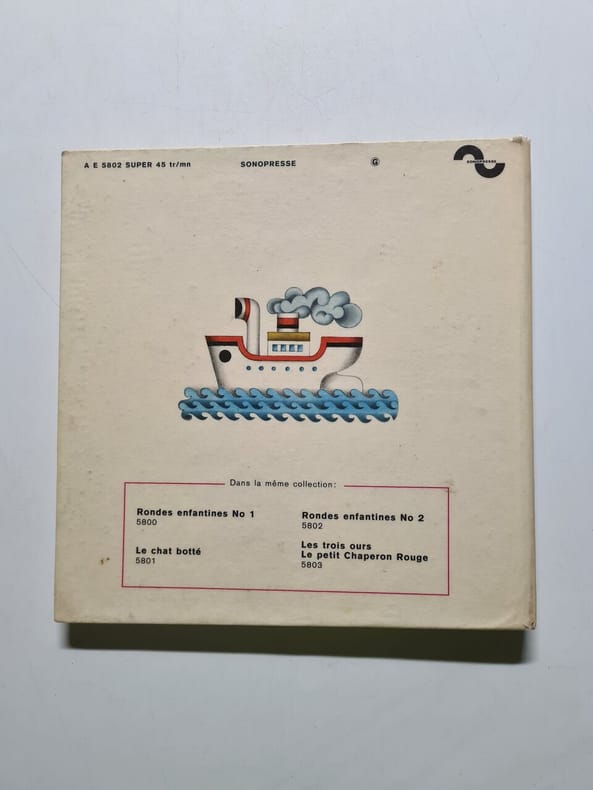 A E 5802 SUPER 45 tr/mn SONOPRESSE G SONOPRESSE
Dans la même collection:
Rondes enfantines No 1
5800
Rondes enfantines No 2
5802
Le chat botté
5801
Les trois ours
Le petit Chaperon Rouge
5803